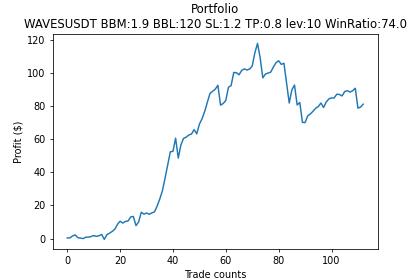 Portfolio
WAVESUSDT BBM:1.9 BBL:120 SL:1.2 TP:0.8 lev:10 WinRatio:74.0
120
100
80
60
40
20
0
Profit ($)
0 20 40 60 80 100
Trade counts